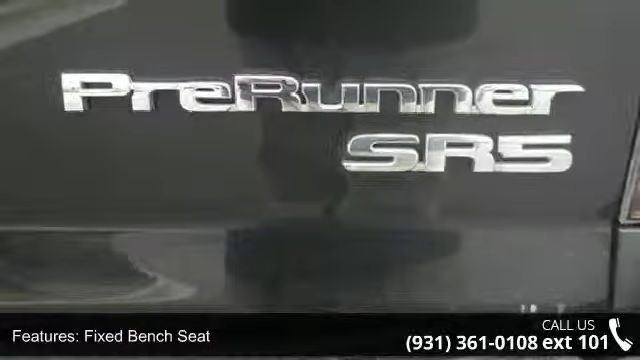 PreRunner
SR5
Features: Fixed Bench Seat
CALL US
(931) 361-0108 ext 101